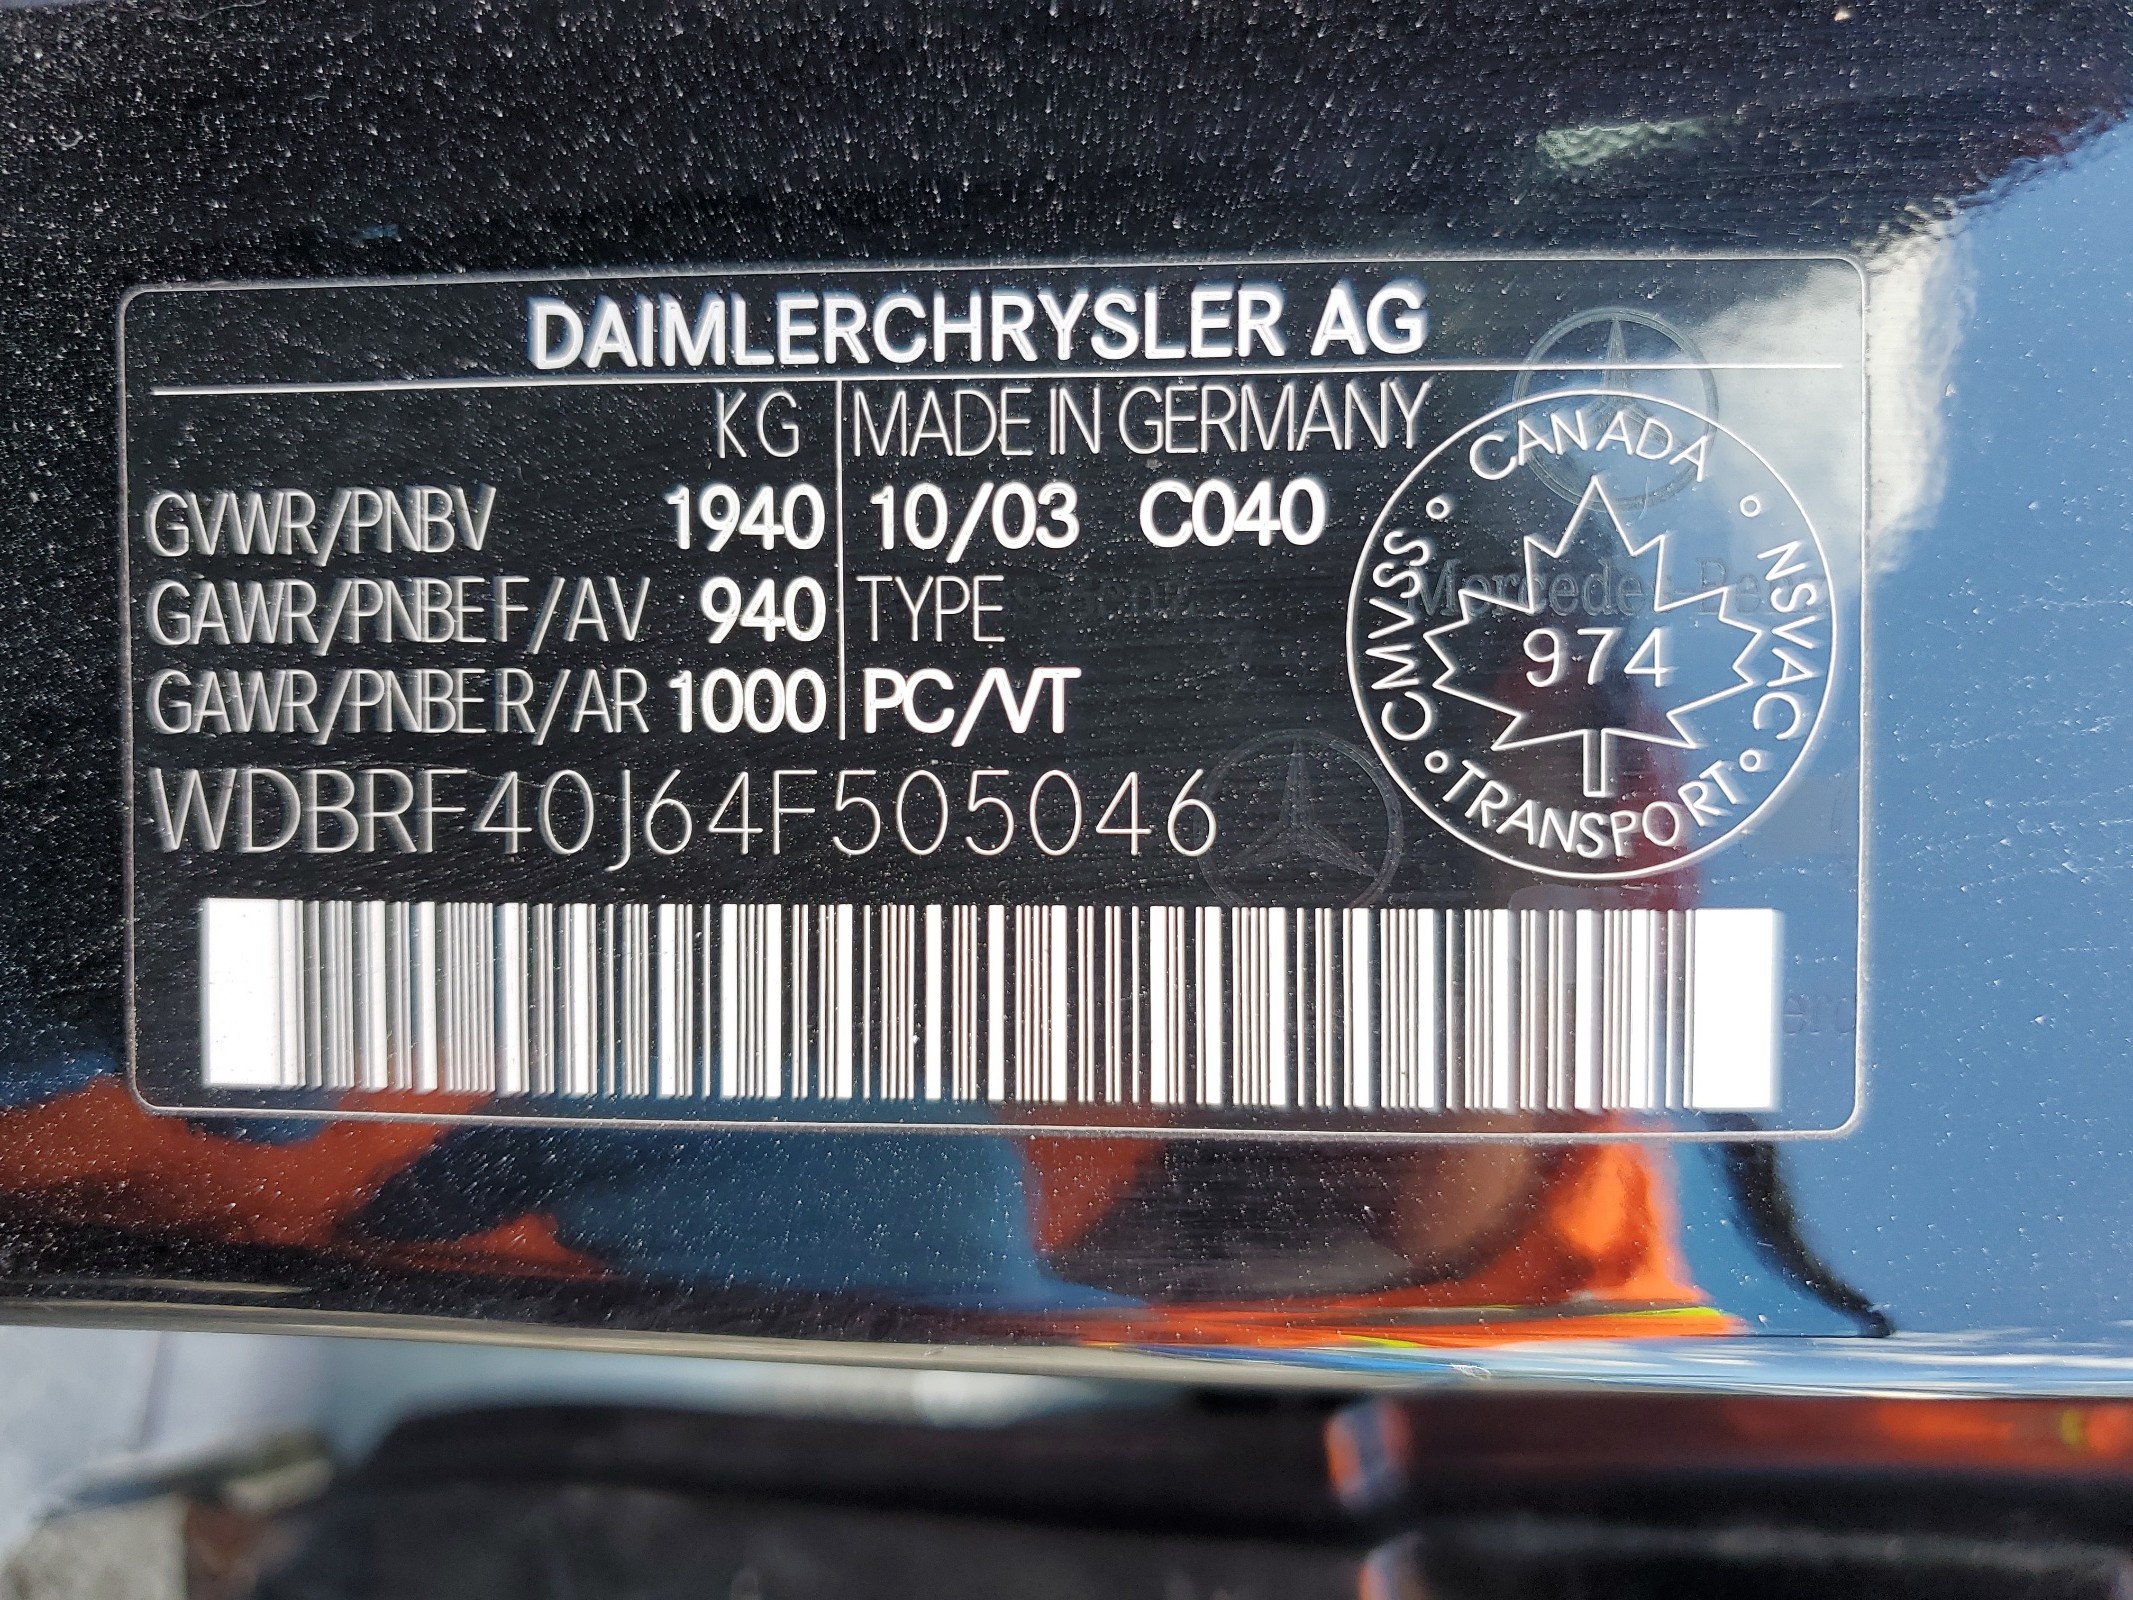 DAIMLERCHRYSLER AG
KG MADE IN GERMANY
GVWR/PNBV 1940 10/03 C040
GAWR/PNBE F/AV 940 TYPE
GAWR/PNBE R/AR 1000 PC/VT
WDBRF40J64F505046
CANADA
CMVSS NSVAC
974
TRANSPORT